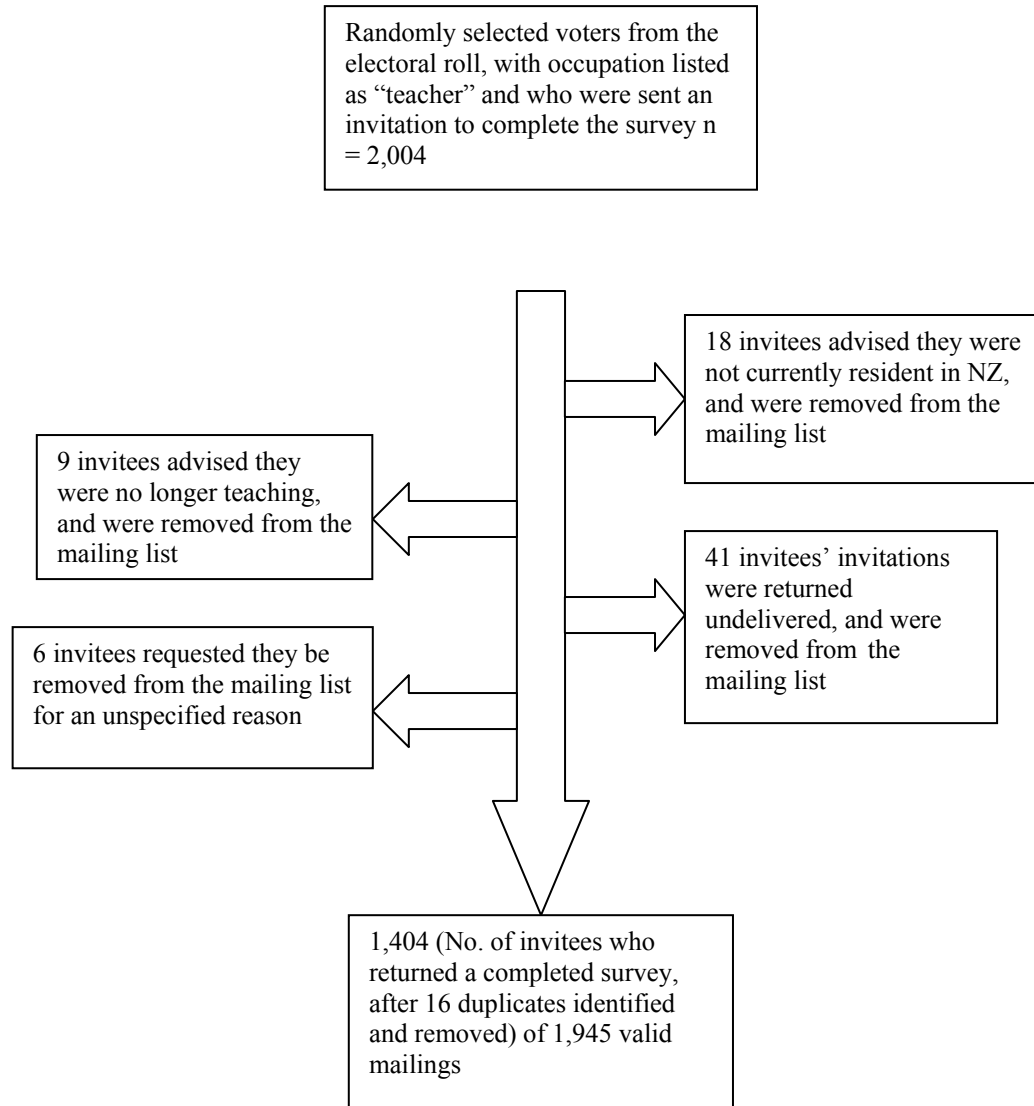 Randomly selected voters from the
electoral roll, with occupation listed
as “teacher” and who were sent an
invitation to complete the survey n
= 2,004
18 invitees advised they were
not currently resident in NZ,
and were removed from the
mailing list
9 invitees advised they
were no longer teaching,
and were removed from the
mailing list
41 invitees’ invitations
were returned
undelivered, and were
removed from the
mailing list
6 invitees requested they be
removed from the mailing list
for an unspecified reason
1,404 (No. of invitees who
returned a completed survey,
after 16 duplicates identified
and removed) of 1,945 valid
mailings